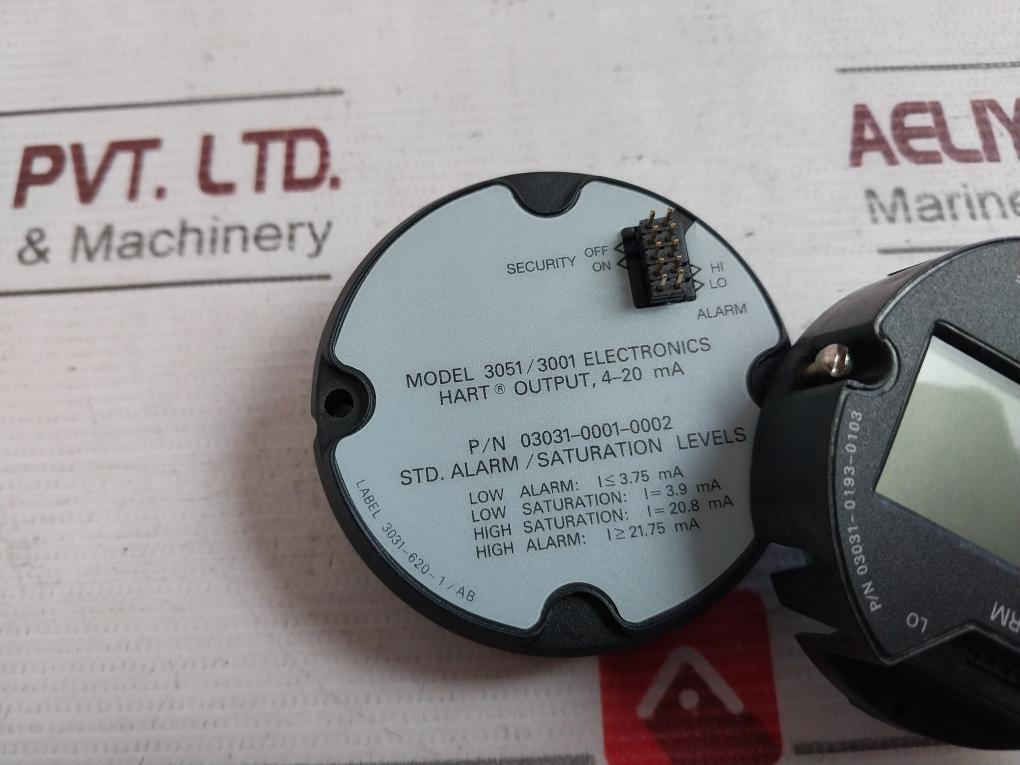 PVT. LTD.
& Machinery
AELIY
Marine
SECURITY OFF
ON
HI
LO
ALARM
MODEL 3051/3001 ELECTRONICS
HART ® OUTPUT, 4–20 mA
P/N 03031–0001–0002
STD. ALARM/SATURATION LEVELS
LOW ALARM: I ≤ 3.75 mA
LOW SATURATION: I = 3.9 mA
HIGH SATURATION: I = 20.8 mA
HIGH ALARM: I ≥ 21.75 mA
LABEL 3031–620–1/AB
P/N 03031–0193–0103
LO
RM